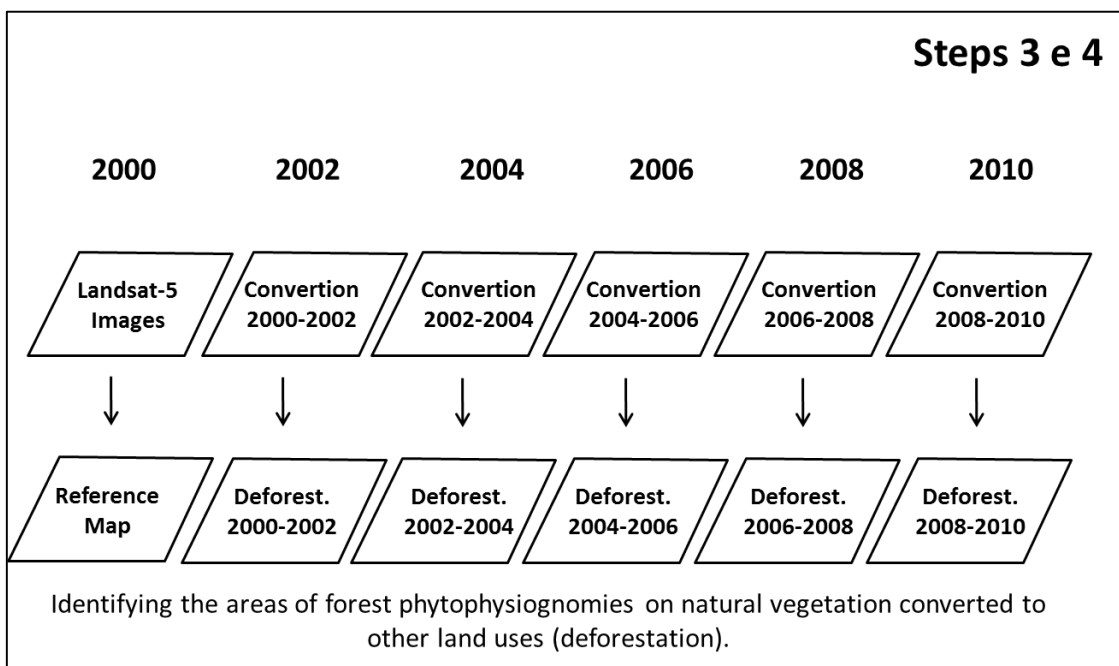 Steps 3 e 4
2000 2002 2004 2006 2008 2010
Landsat-5
Images
Convertion
2000-2002
Convertion
2002-2004
Convertion
2004-2006
Convertion
2006-2008
Convertion
2008-2010
Reference
Map
Deforest.
2000-2002
Deforest.
2002-2004
Deforest.
2004-2006
Deforest.
2006-2008
Deforest.
2008-2010
Identifying the areas of forest phytophysiognomies on natural vegetation converted to
other land uses (deforestation).